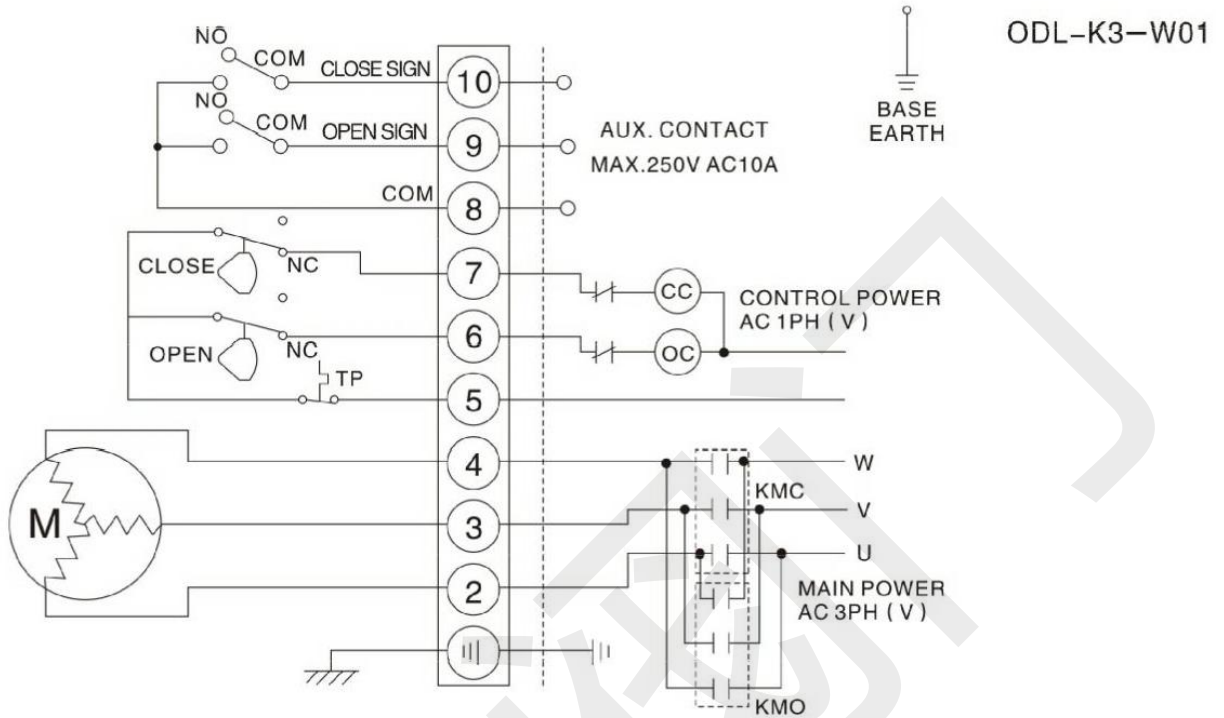 ODL-K3-W01
BASE
EARTH
NO
COM
CLOSE SIGN
10
NO
COM
OPEN SIGN
9
AUX. CONTACT
MAX.250V AC10A
COM
8
CLOSE
NC
7
CC
CONTROL POWER
AC 1PH ( V )
OPEN
NC
6
OC
TP
5
4
W
KMC
M
3
V
U
2
MAIN POWER
AC 3PH ( V )
KMO